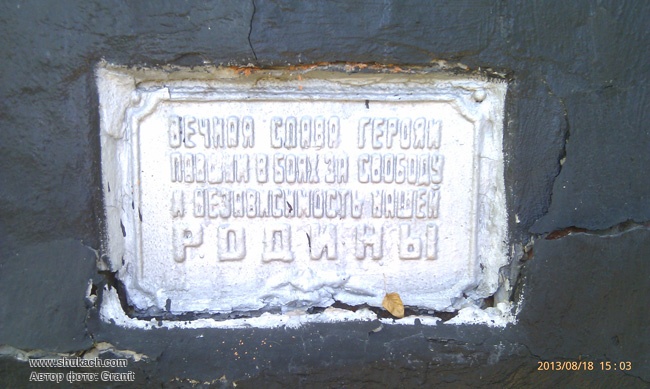 ВЕЧНАЯ СЛАВА ГЕРОЯМ
ПАВШИМ В БОЯХ ЗА СВОБОДУ
И НЕЗАВИСИМОСТЬ НАШЕЙ
РОДИНЫ
www.shukach.com
Автор фото: Granit
2013/08/18 15:03